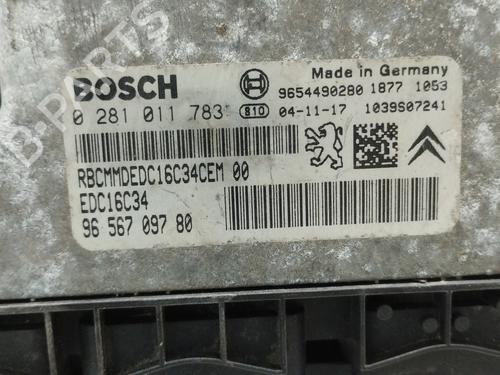 BOSCH
Made in Germany
9654490280 1877 1053
0 281 011 783 B10 04-11-17 1039S07241
RBCMMDEDC16C34CEM 00
EDC16C34
96 567 097 80
B-PARTS